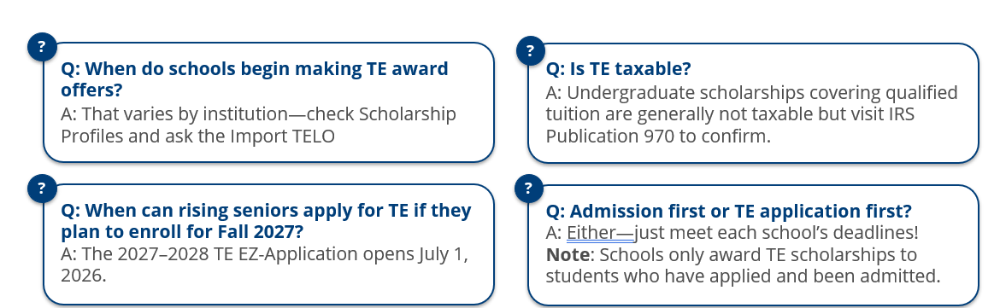 ?
Q: When do schools begin making TE award
offers?
A: That varies by institution—check Scholarship
Profiles and ask the Import TELO
?
Q: Is TE taxable?
A: Undergraduate scholarships covering qualified
tuition are generally not taxable but visit IRS
Publication 970 to confirm.
?
Q: When can rising seniors apply for TE if they
plan to enroll for Fall 2027?
A: The 2027–2028 TE EZ-Application opens July 1,
2026.
?
Q: Admission first or TE application first?
A: Either—just meet each school’s deadlines!
Note: Schools only award TE scholarships to
students who have applied and been admitted.